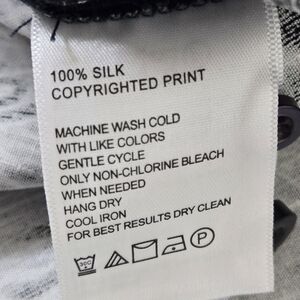 100% SILK
COPYRIGHTED PRINT
MACHINE WASH COLD
WITH LIKE COLORS
GENTLE CYCLE
ONLY NON-CHLORINE BLEACH
WHEN NEEDED
HANG DRY
COOL IRON
FOR BEST RESULTS DRY CLEAN
30C P